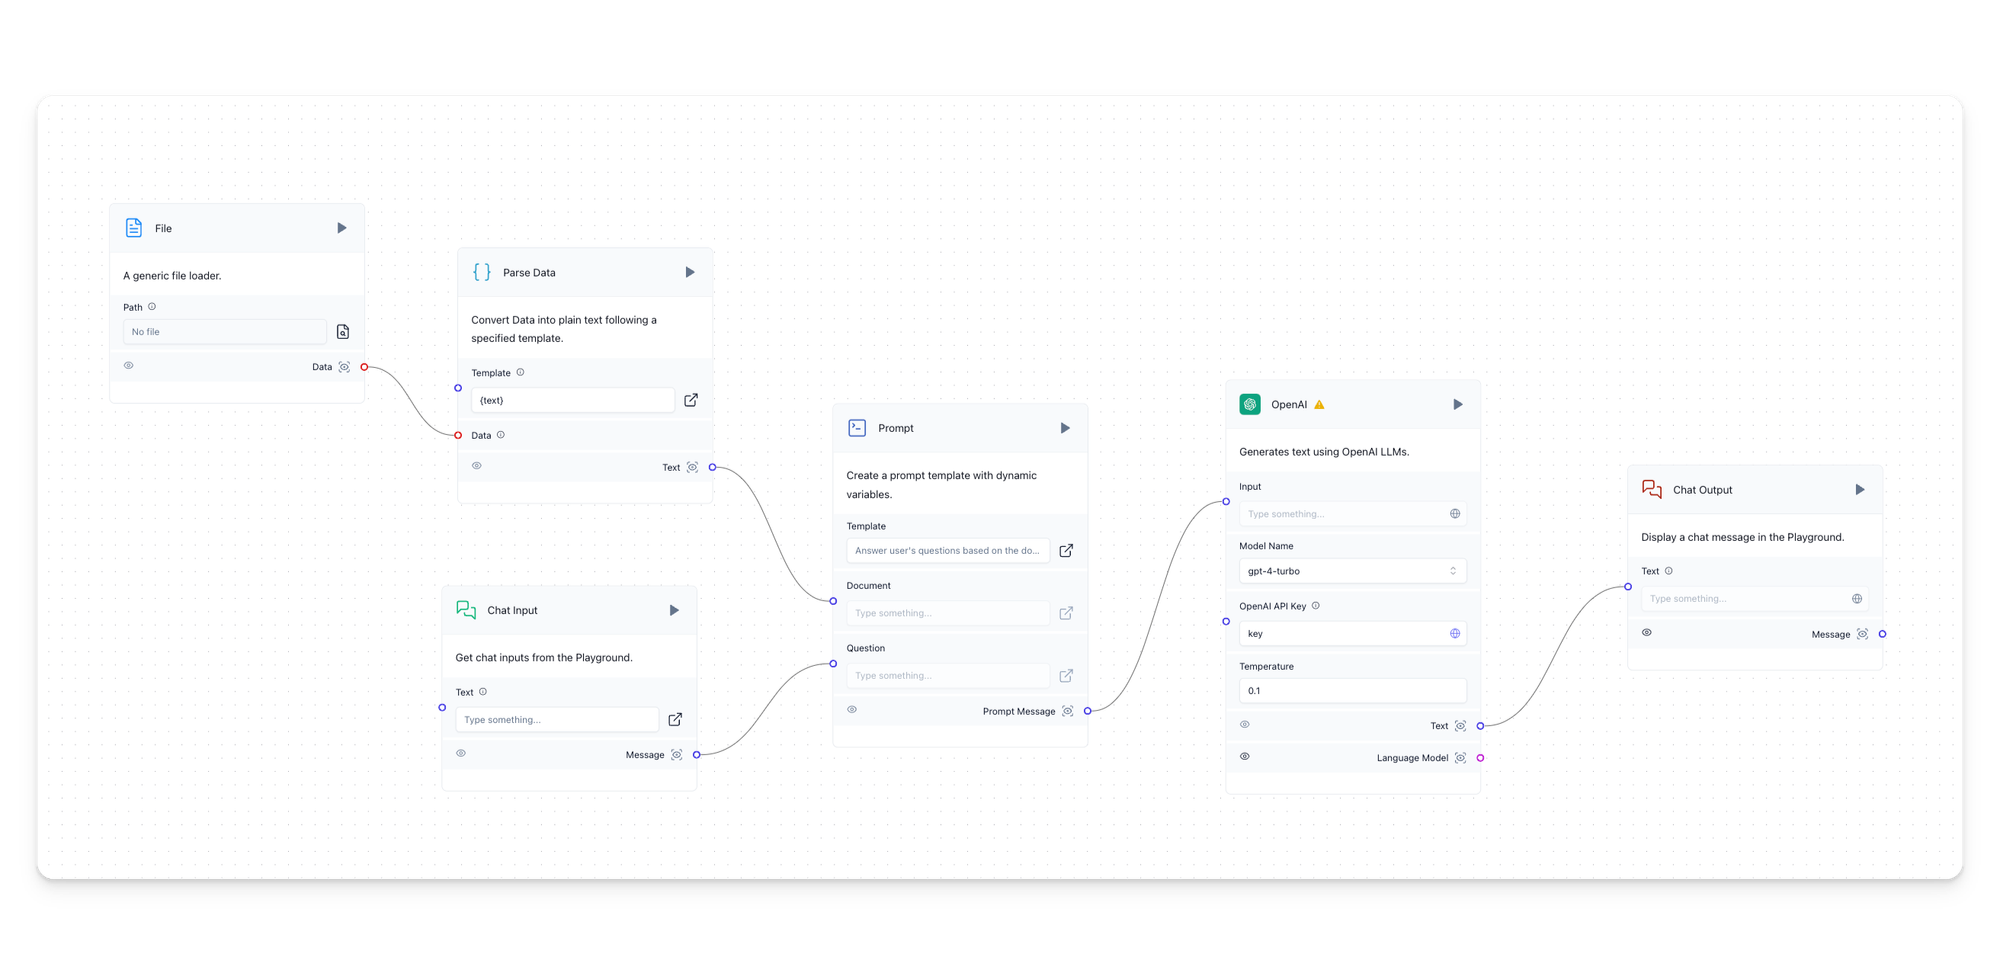 File
A generic file loader.
Path
No file
Data
Parse Data
Convert Data into plain text following a
specified template.
Template
{text}
Data
Text
Chat Input
Get chat inputs from the Playground.
Text
Type something...
Message
Prompt
Create a prompt template with dynamic
variables.
Template
Answer user's questions based on the do...
Document
Type something...
Question
Type something...
Prompt Message
OpenAI
Generates text using OpenAI LLMs.
Input
Type something...
Model Name
gpt-4-turbo
OpenAI API Key
key
Temperature
0.1
Text
Language Model
Chat Output
Display a chat message in the Playground.
Text
Type something...
Message